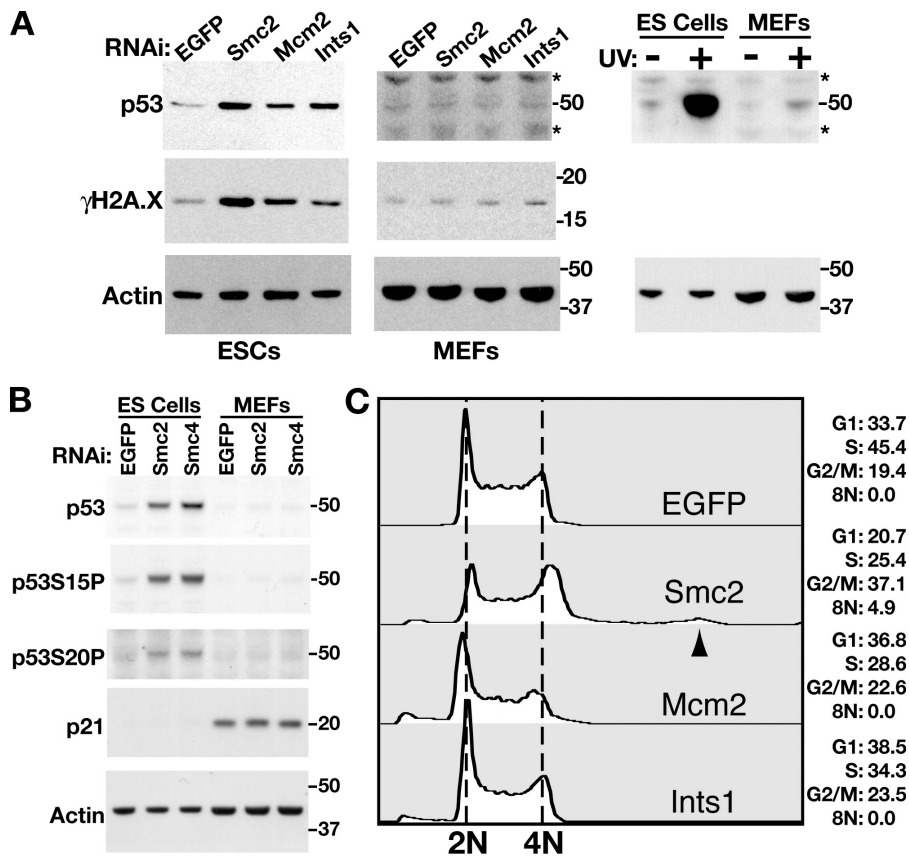 A
RNAi: EGFP Smc2 Mcm2 Ints1
EGFP Smc2 Mcm2 Ints1
ES Cells MEFs
UV: - + - +
p53
*
-50
*
*
-50
*
γH2A.X
-20
-15
Actin
-50
-37
-50
-37
ESCs
MEFs
B
ES Cells MEFs
RNAi: EGFP Smc2 Smc4 EGFP Smc2 Smc4
p53 -50
p53S15P -50
p53S20P -50
p21 -20
Actin
-50
-37
C
EGFP
G1: 33.7
S: 45.4
G2/M: 19.4
8N: 0.0
Smc2
G1: 20.7
S: 25.4
G2/M: 37.1
8N: 4.9
Mcm2
G1: 36.8
S: 28.6
G2/M: 22.6
8N: 0.0
Ints1
G1: 38.5
S: 34.3
G2/M: 23.5
8N: 0.0
2N 4N